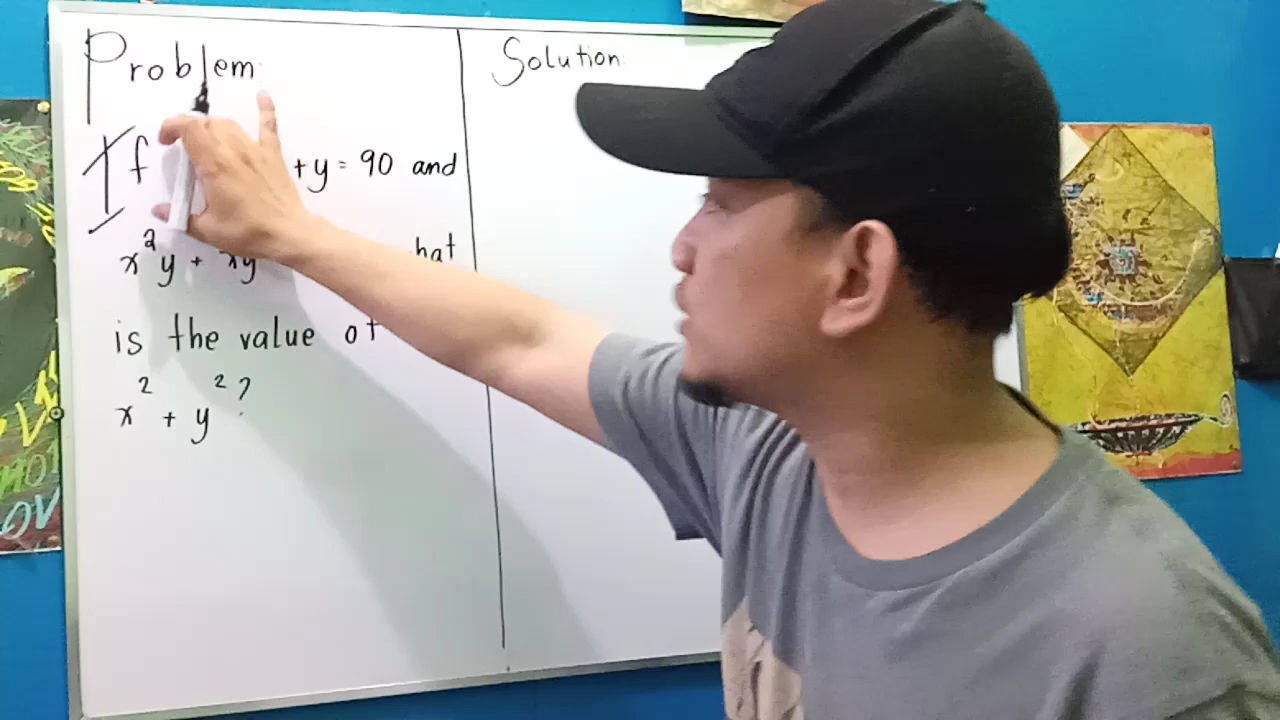 Problem:
Solution:
If + y = 90 and
x²y + xy hat
is the value of
x² + y²?